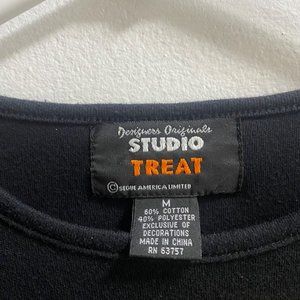 Designers Originals
STUDIO
TREAT
© SEGUE AMERICA LIMITED
M
60% COTTON
40% POLYESTER
EXCLUSIVE OF
DECORATIONS
MADE IN CHINA
RN 63757